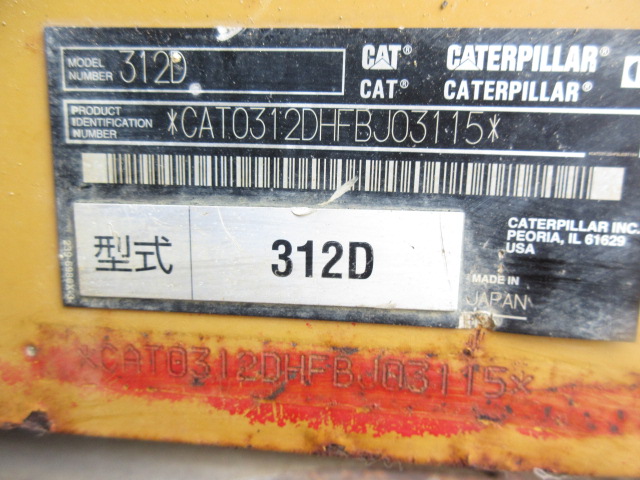 MODEL NUMBER 312D
CAT® CATERPILLAR®
CAT® CATERPILLAR®
PRODUCT IDENTIFICATION NUMBER *CAT0312DHFBJ03115*
型式 312D
CATERPILLAR INC.
PEORIA, IL 61629
USA
MADE IN
JAPAN
*CAT0312DHFBJ03115*